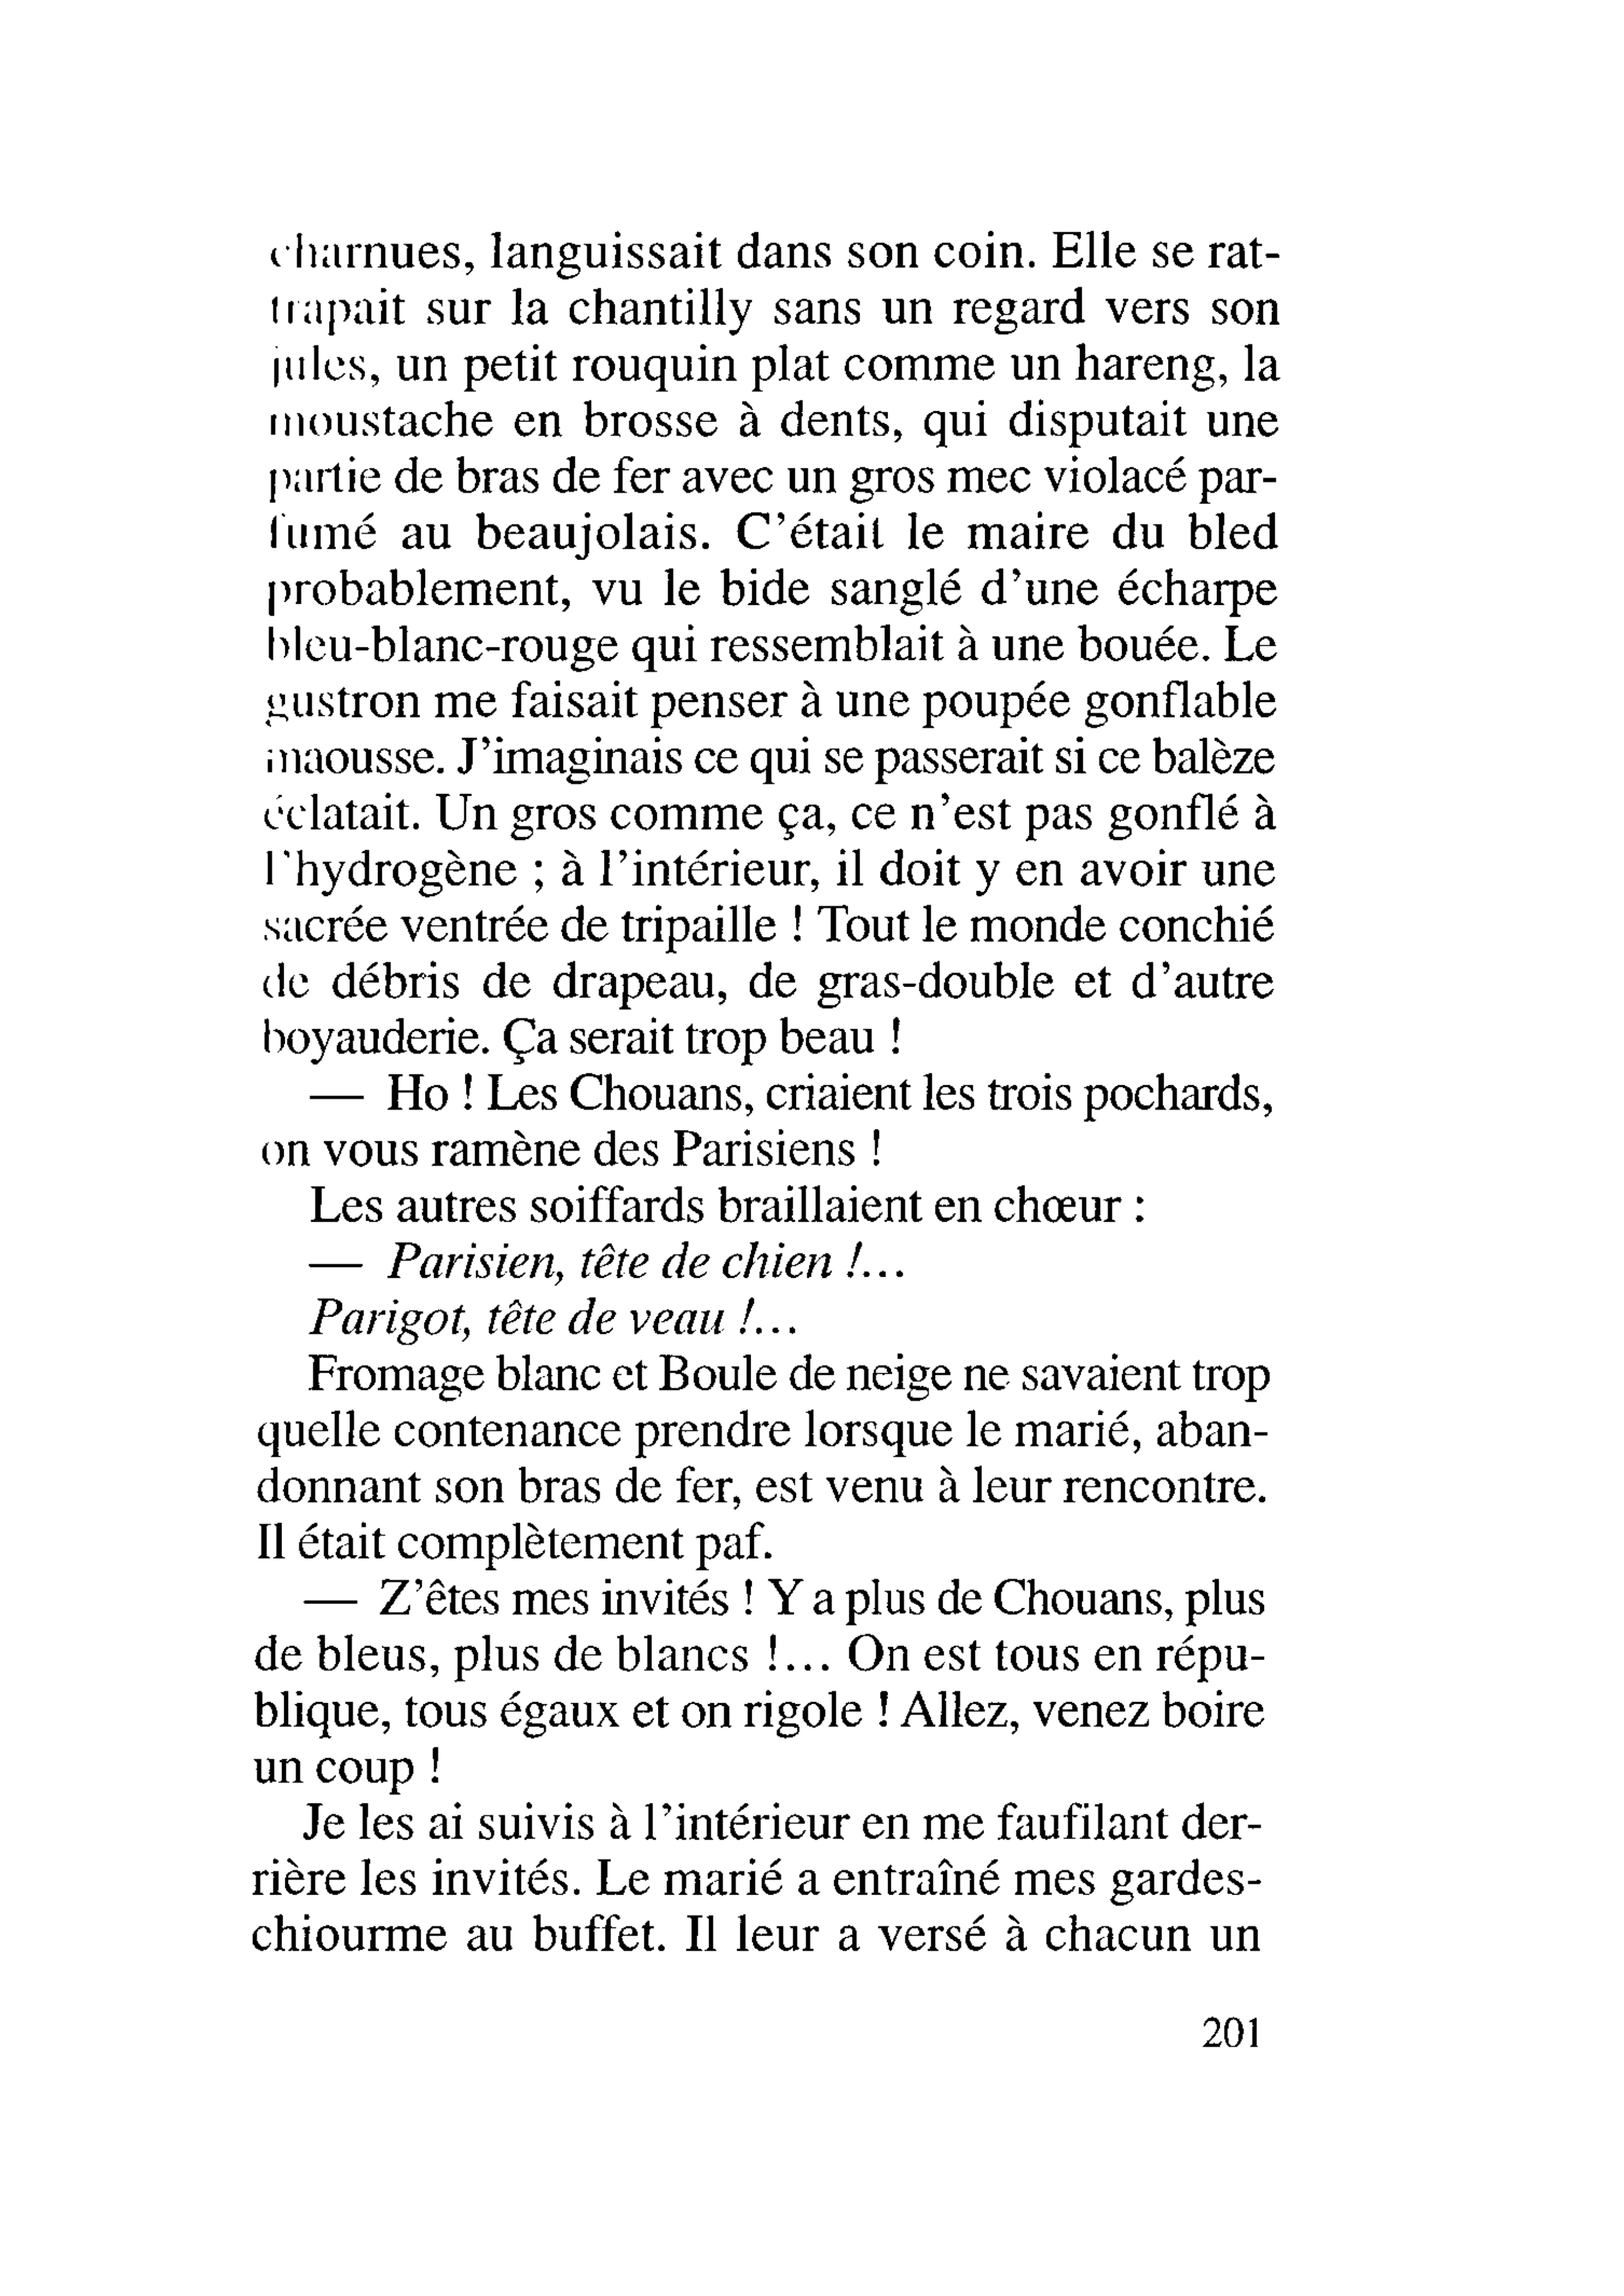 charnues, languissait dans son coin. Elle se rat-
trapait sur la chantilly sans un regard vers son
jules, un petit rouquin plat comme un hareng, la
moustache en brosse à dents, qui disputait une
partie de bras de fer avec un gros mec violacé par-
fumé au beaujolais. C'était le maire du bled
probablement, vu le bide sanglé d'une écharpe
bleu-blanc-rouge qui ressemblait à une bouée. Le
gustron me faisait penser à une poupée gonflable
maousse. J'imaginais ce qui se passerait si ce balèze
éclatait. Un gros comme ça, ce n'est pas gonflé à
l'hydrogène ; à l'intérieur, il doit y en avoir une
sacrée ventrée de tripaille ! Tout le monde conchié
de débris de drapeau, de gras-double et d'autre
boyauderie. Ça serait trop beau !
— Ho ! Les Chouans, criaient les trois pochards,
on vous ramène des Parisiens !
Les autres soiffards braillaient en chœur :
— Parisien, tête de chien !...
Parigot, tête de veau !...
Fromage blanc et Boule de neige ne savaient trop
quelle contenance prendre lorsque le marié, aban-
donnant son bras de fer, est venu à leur rencontre.
Il était complètement paf.
— Z'êtes mes invités ! Y a plus de Chouans, plus
de bleus, plus de blancs !... On est tous en répu-
blique, tous égaux et on rigole ! Allez, venez boire
un coup !
Je les ai suivis à l'intérieur en me faufilant der-
rière les invités. Le marié a entraîné mes gardes-
chiourme au buffet. Il leur a versé à chacun un
201